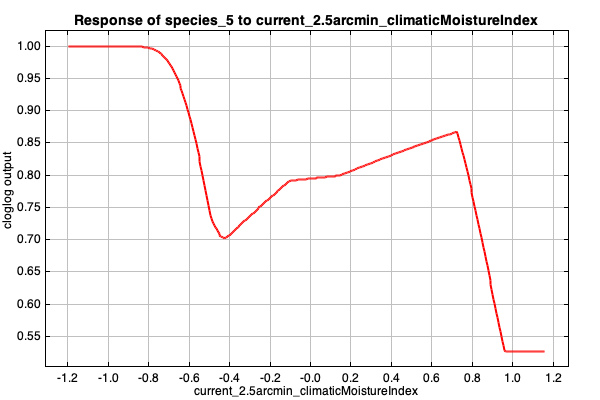 Response of species_5 to current_2.5arcmin_climaticMoistureIndex
1.00
0.95
0.90
0.85
0.80
0.75
0.70
0.65
0.60
0.55
cloglog output
-1.2 -1.0 -0.8 -0.6 -0.4 -0.2 -0.0 0.2 0.4 0.6 0.8 1.0 1.2
current_2.5arcmin_climaticMoistureIndex